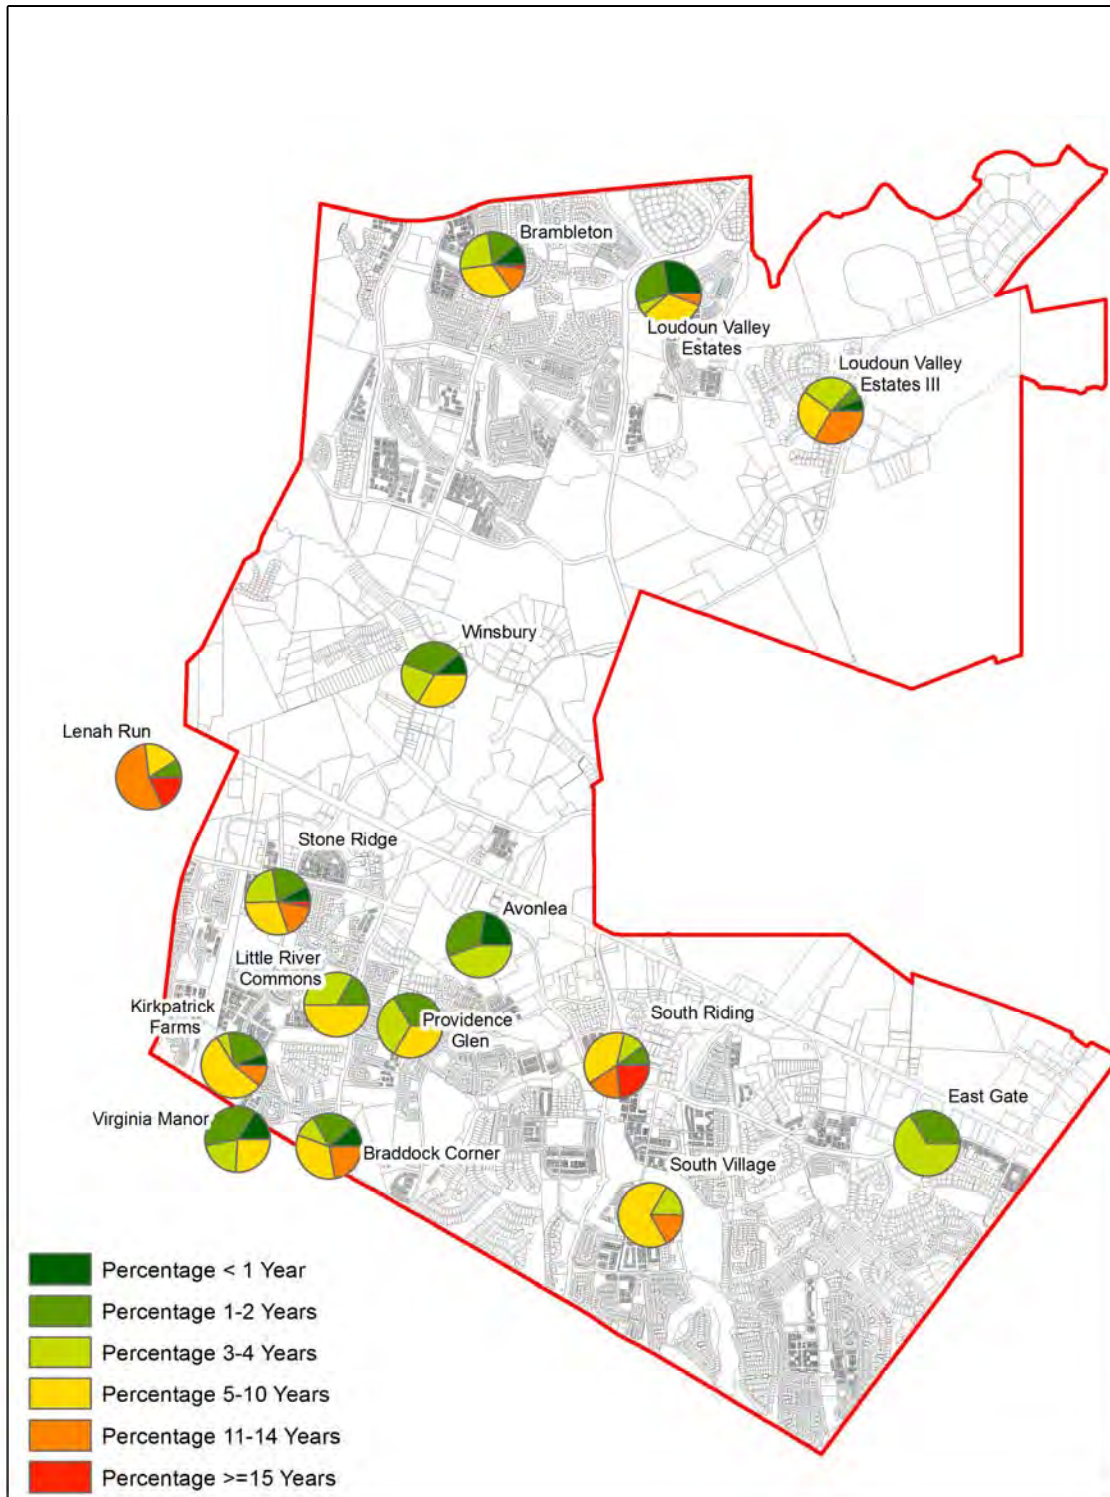 Brambleton
Loudoun Valley
Estates
Loudoun Valley
Estates III
Winsbury
Lenah Run
Stone Ridge
Avonlea
Little River
Commons
Kirkpatrick
Farms
Providence
Glen
South Riding
East Gate
Virginia Manor
Braddock Corner
South Village
Percentage < 1 Year
Percentage 1-2 Years
Percentage 3-4 Years
Percentage 5-10 Years
Percentage 11-14 Years
Percentage >=15 Years